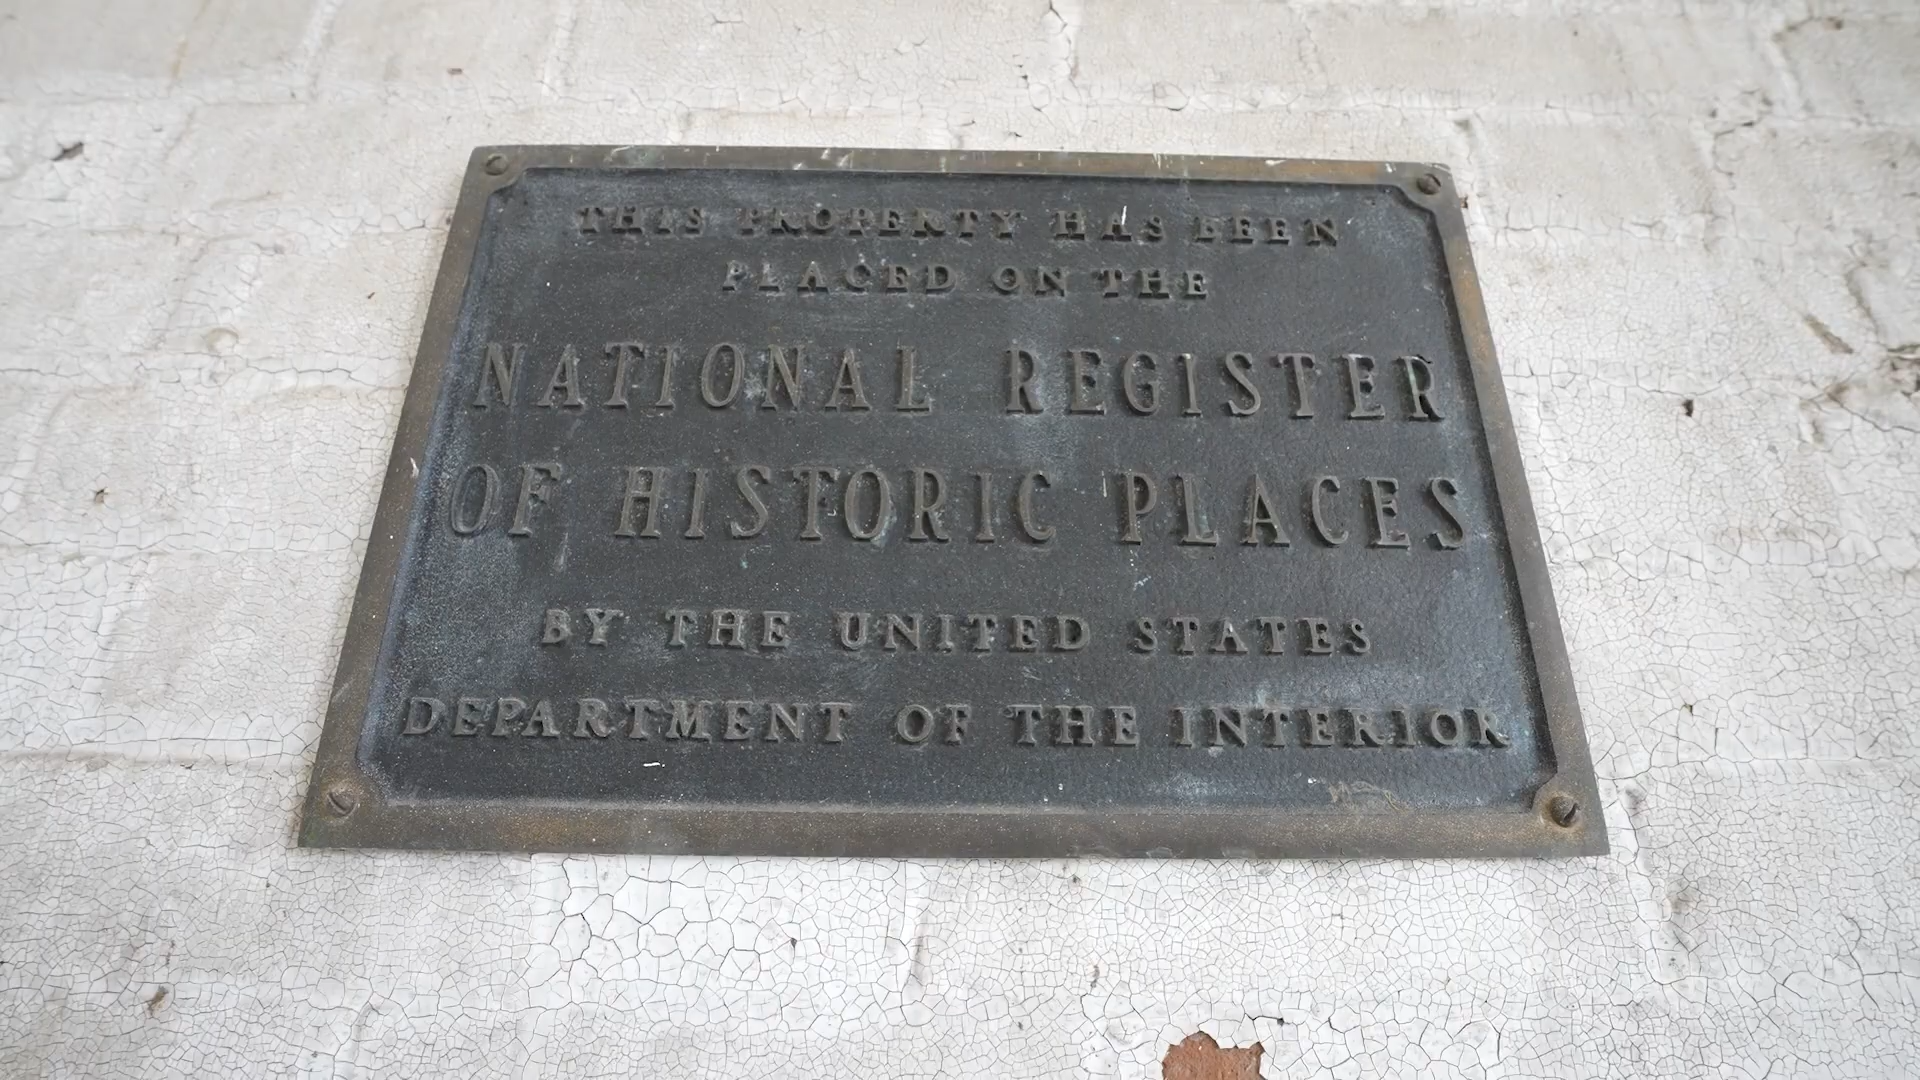 THIS PROPERTY HAS BEEN
PLACED ON THE
NATIONAL REGISTER
OF HISTORIC PLACES
BY THE UNITED STATES
DEPARTMENT OF THE INTERIOR